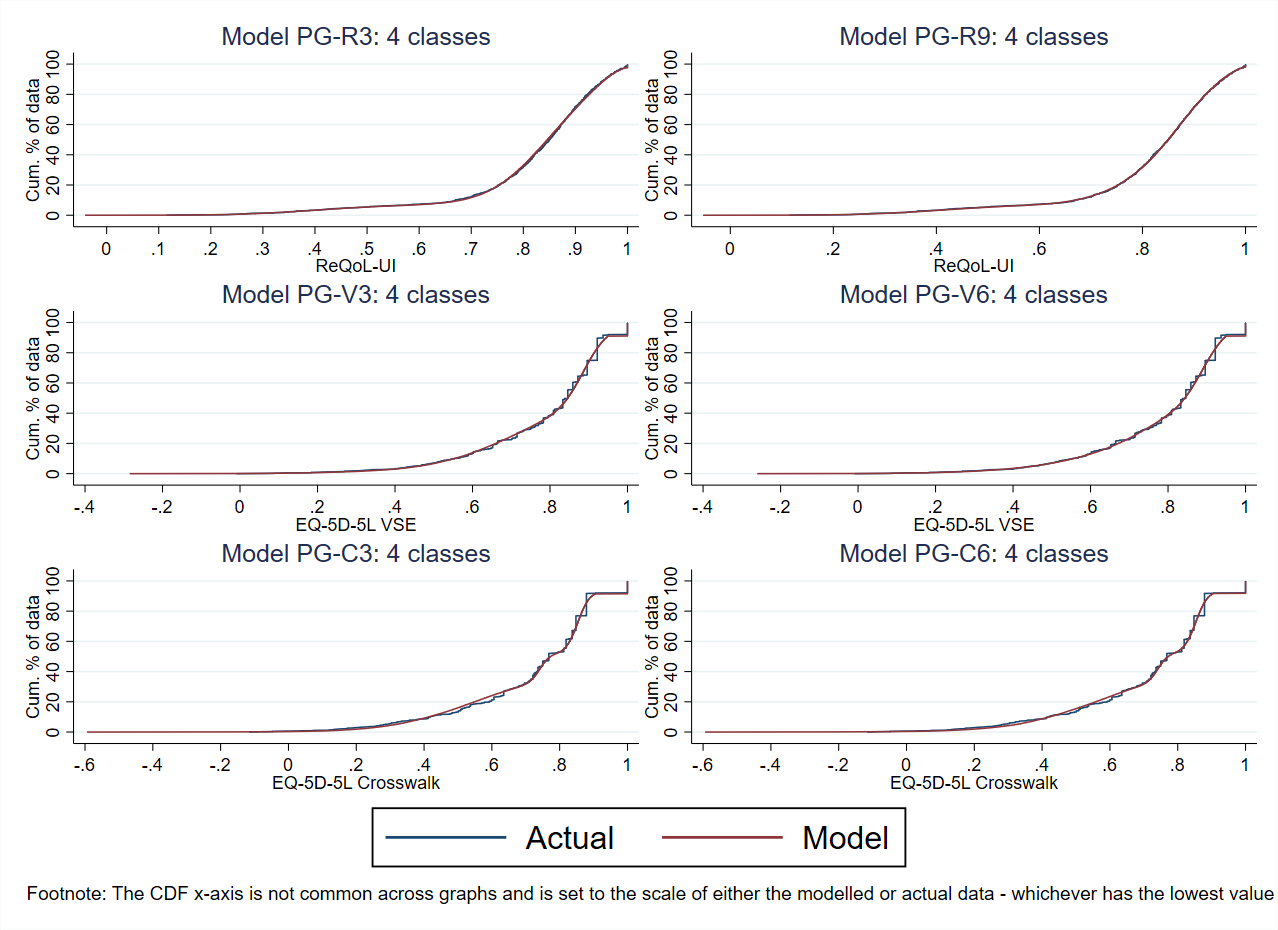 Model PG-R3: 4 classes
Cum. % of data
0 20 40 60 80 100
0 .1 .2 .3 .4 .5 .6 .7 .8 .9 1
ReQoL-UI
Model PG-R9: 4 classes
Cum. % of data
0 20 40 60 80 100
0 .2 .4 .6 .8 1
ReQoL-UI
Model PG-V3: 4 classes
Cum. % of data
0 20 40 60 80 100
-.4 -.2 0 .2 .4 .6 .8 1
EQ-5D-5L VSE
Model PG-V6: 4 classes
Cum. % of data
0 20 40 60 80 100
-.4 -.2 0 .2 .4 .6 .8 1
EQ-5D-5L VSE
Model PG-C3: 4 classes
Cum. % of data
0 20 40 60 80 100
-.6 -.4 -.2 0 .2 .4 .6 .8 1
EQ-5D-5L Crosswalk
Model PG-C6: 4 classes
Cum. % of data
0 20 40 60 80 100
-.6 -.4 -.2 0 .2 .4 .6 .8 1
EQ-5D-5L Crosswalk
Actual Model
Footnote: The CDF x-axis is not common across graphs and is set to the scale of either the modelled or actual data - whichever has the lowest value